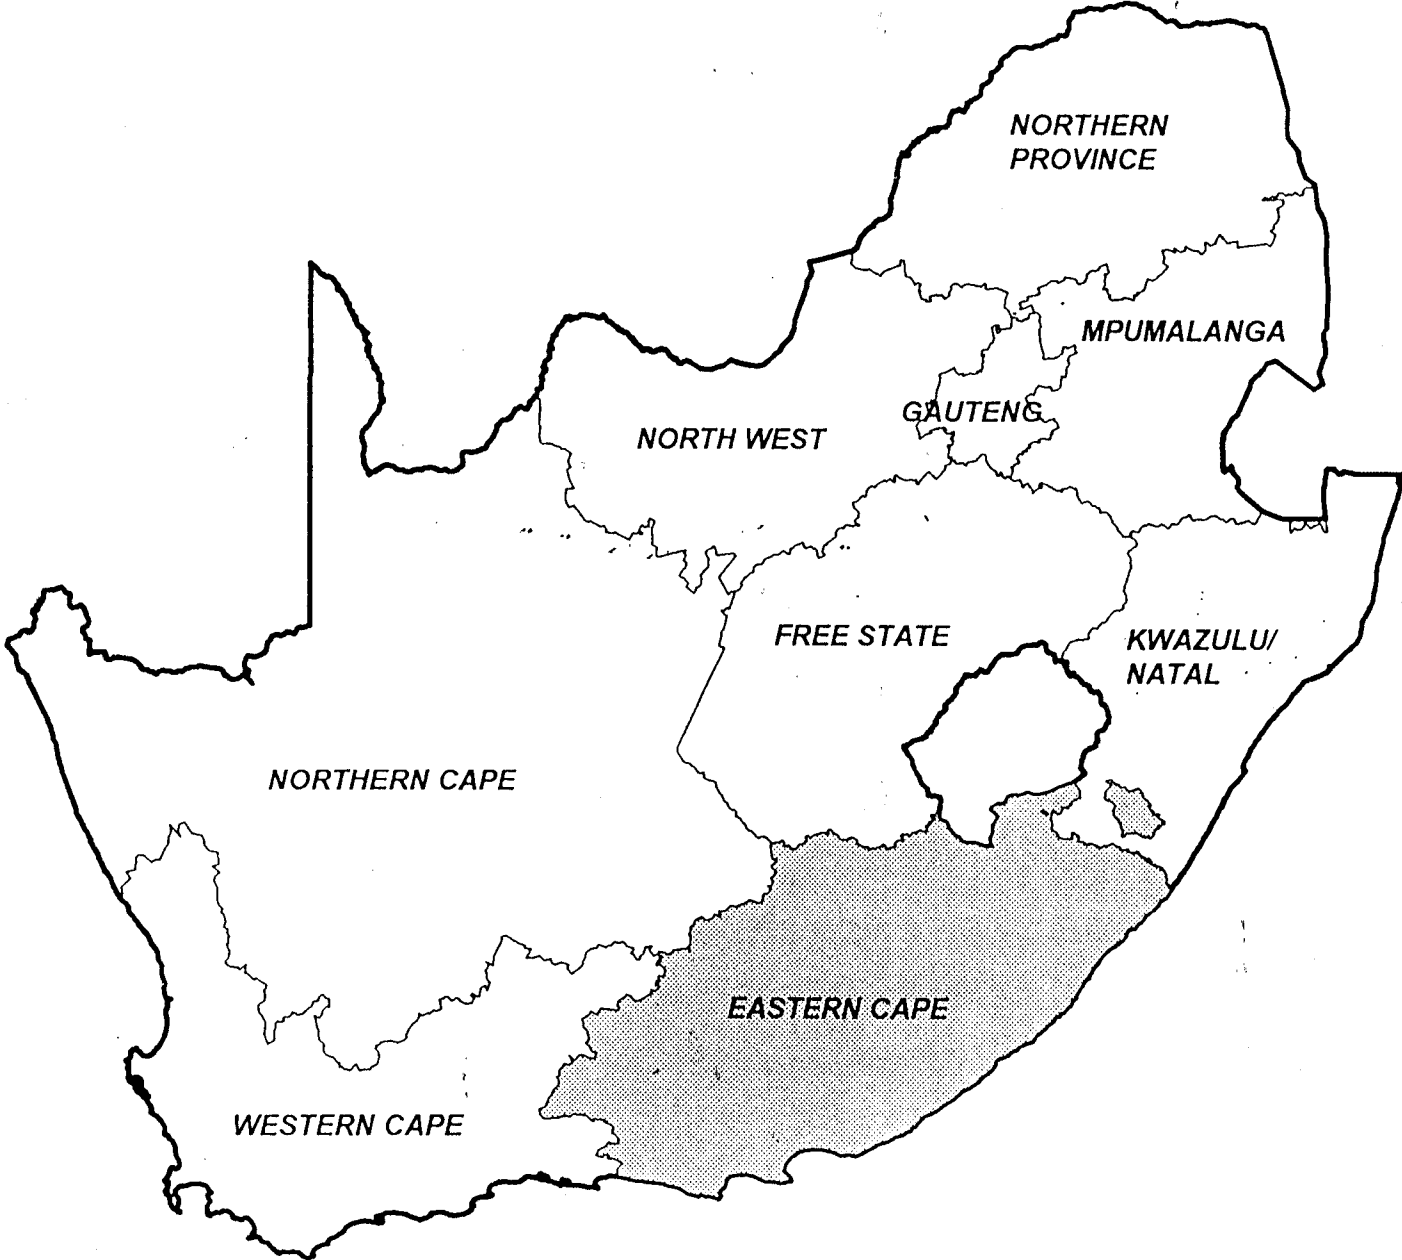 NORTHERN
PROVINCE
MPUMALANGA
GAUTENG
NORTH WEST
FREE STATE
KWAZULU/
NATAL
NORTHERN CAPE
EASTERN CAPE
WESTERN CAPE